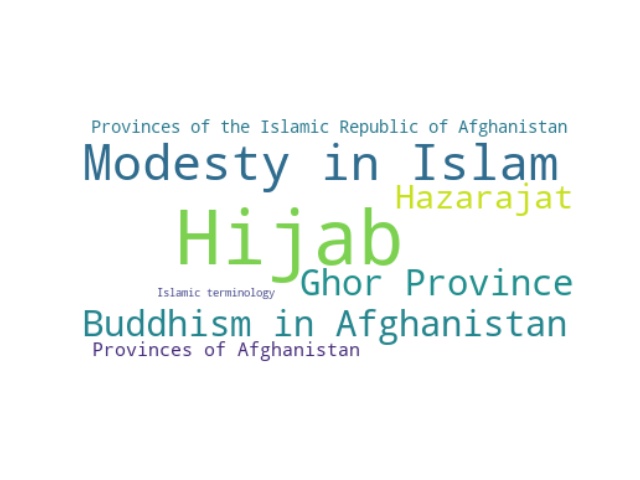 Provinces of the Islamic Republic of Afghanistan
Modesty in Islam
Hazarajat
Hijab
Ghor Province
Islamic terminology
Buddhism in Afghanistan
Provinces of Afghanistan